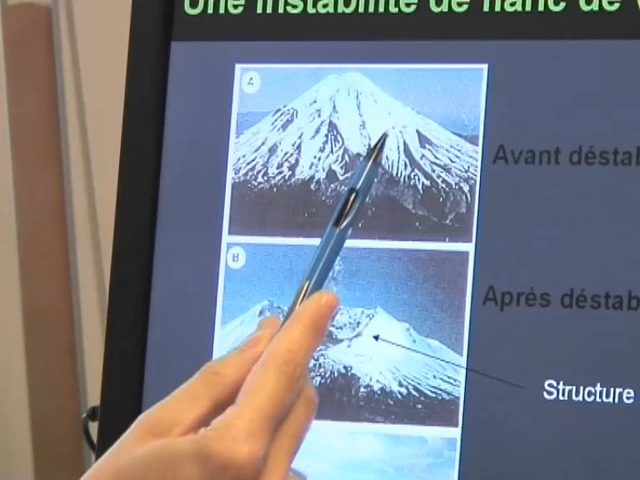 Une instabilité de flanc de
A
Avant déstab
B
Après déstab
Structure